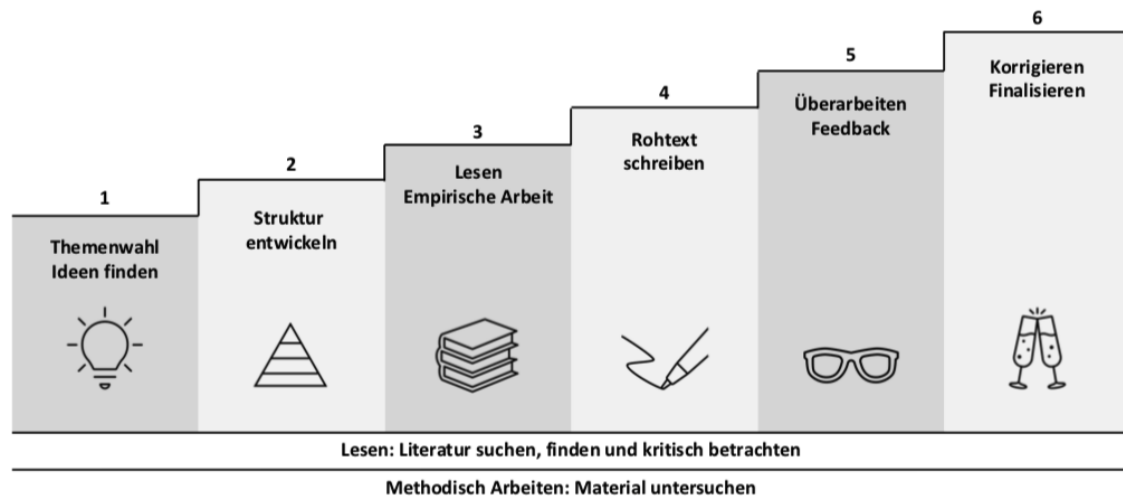 1
Themenwahl
Ideen finden
2
Struktur
entwickeln
3
Lesen
Empirische Arbeit
4
Rohtext
schreiben
5
Überarbeiten
Feedback
6
Korrigieren
Finalisieren
Lesen: Literatur suchen, finden und kritisch betrachten
Methodisch Arbeiten: Material untersuchen